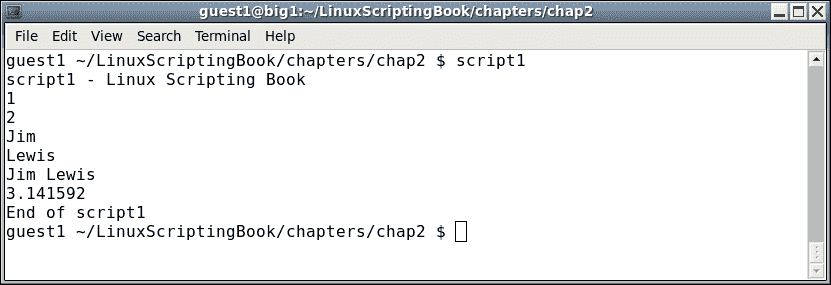 guest1@big1:~/LinuxScriptingBook/chapters/chap2
File Edit View Search Terminal Help
guest1 ~/LinuxScriptingBook/chapters/chap2 $ script1
script1 - Linux Scripting Book
1
2
Jim
Lewis
Jim Lewis
3.141592
End of script1
guest1 ~/LinuxScriptingBook/chapters/chap2 $